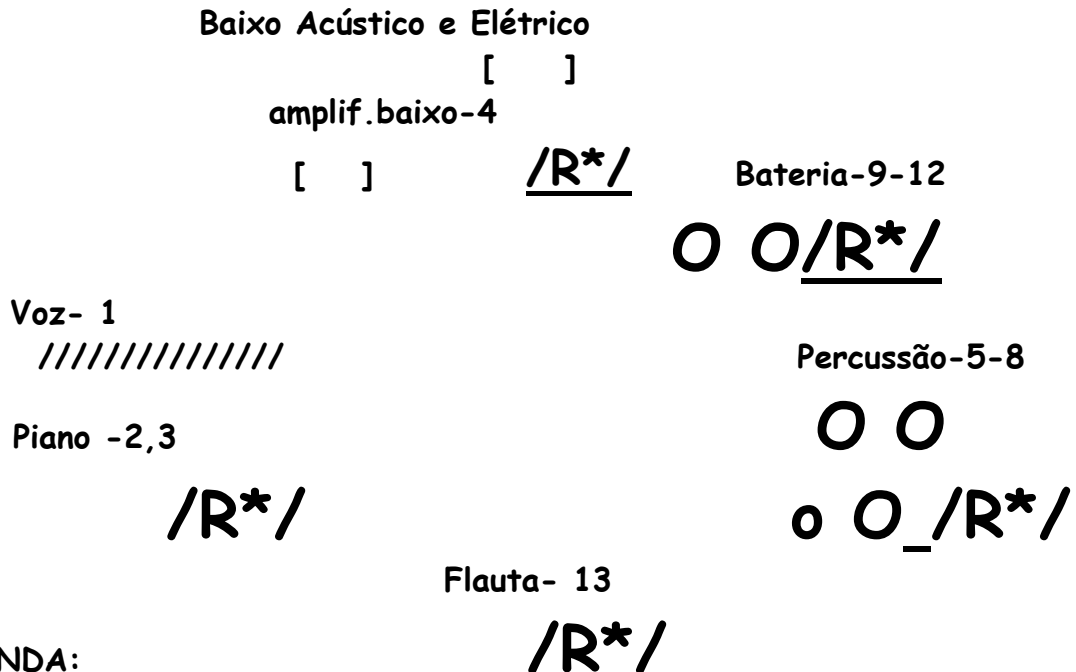 Baixo Acústico e Elétrico
[ ]
amplif.baixo-4
[ ] /R*/ Bateria-9-12
O O/R*/
Voz- 1
/////////////// Percussão-5-8
Piano -2,3 O O
/R*/ o O_/R*/
Flauta- 13
NDA: /R*/